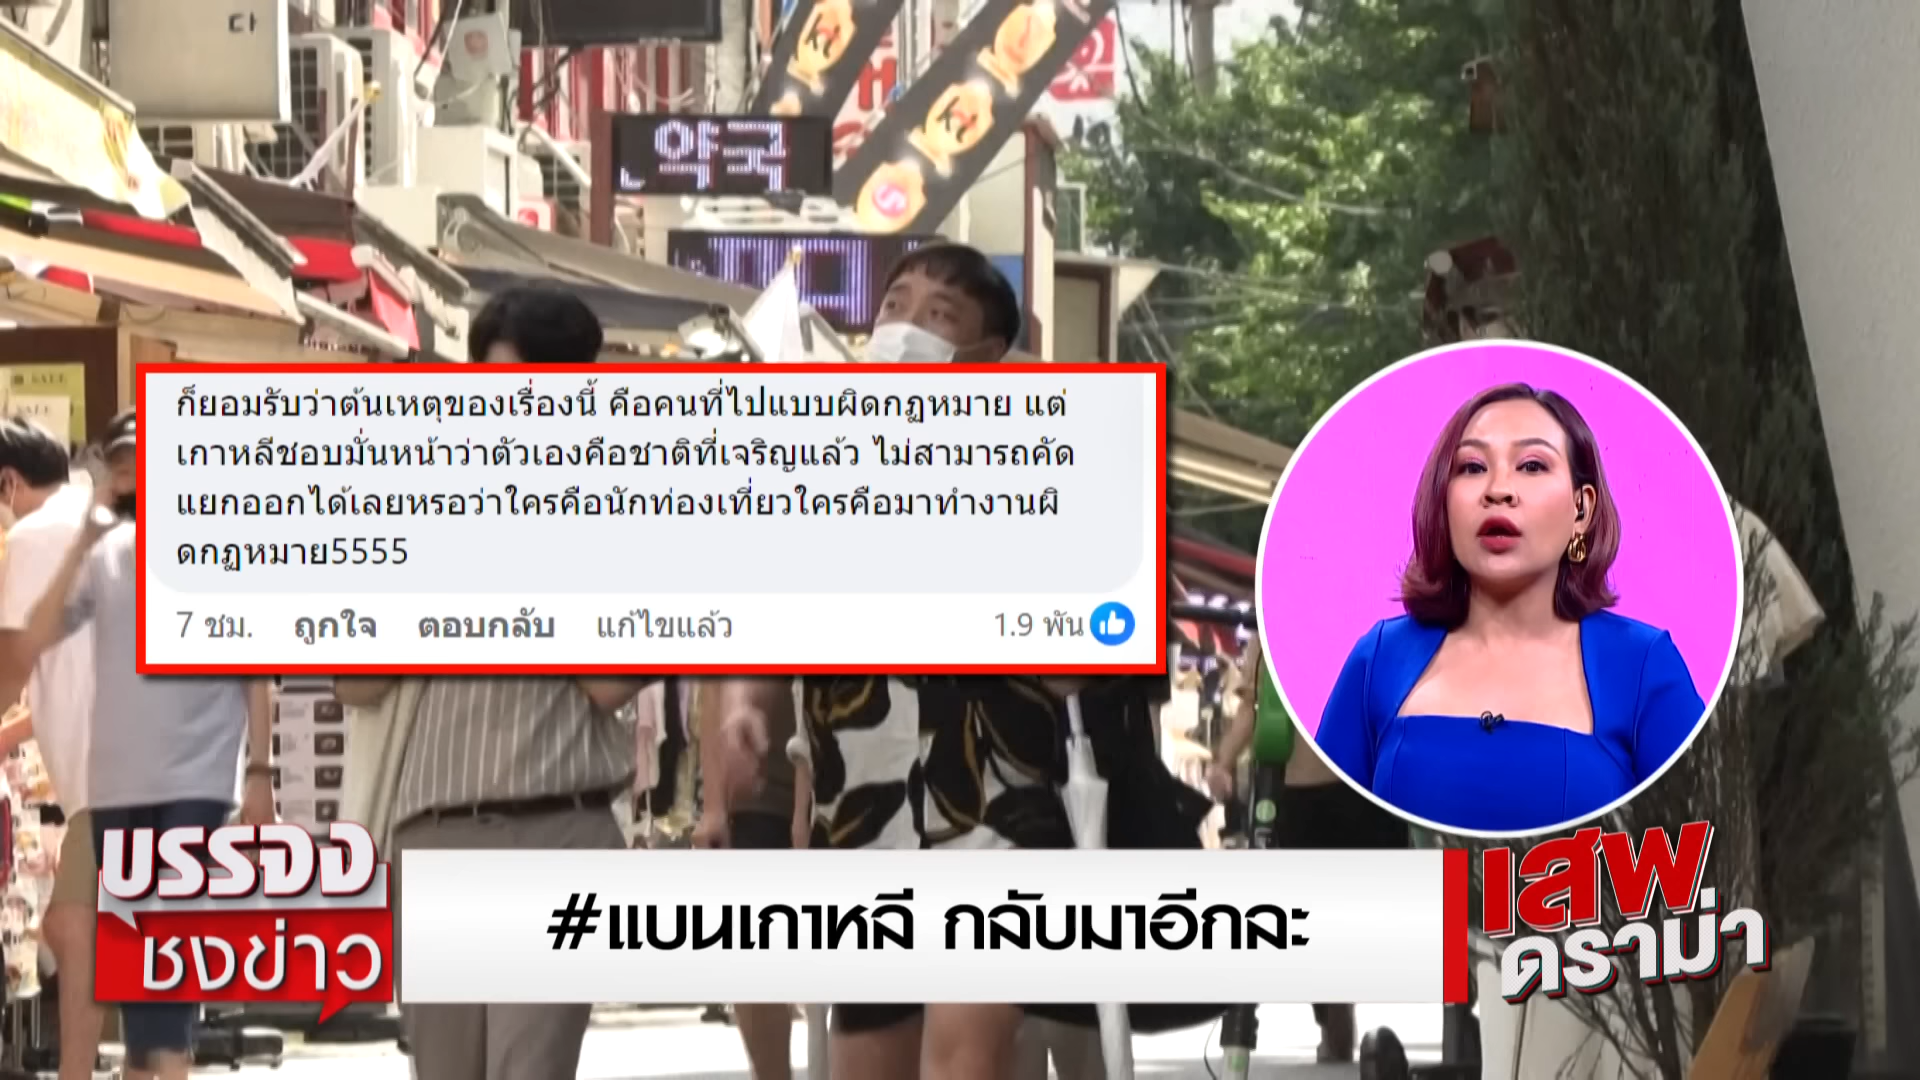 다
kt
kt
약국
ก็ยอมรับว่าต้นเหตุของเรื่องนี้ คือคนที่ไปแบบผิดกฎหมาย แต่
เกาหลีชอบมั่นหน้าว่าตัวเองคือชาติที่เจริญแล้ว ไม่สามารถคัด
แยกออกได้เลยหรอว่าใครคือนักท่องเที่ยวใครคือมาทำงานผิ
ดกฏหมาย5555
7 ชม. ถูกใจ ตอบกลับ แก้ไขแล้ว 1.9 พัน
บรรจง
ชงข่าว
#แบนเกาหลี กลับมาอีกละ
เสพ
ดราม่า